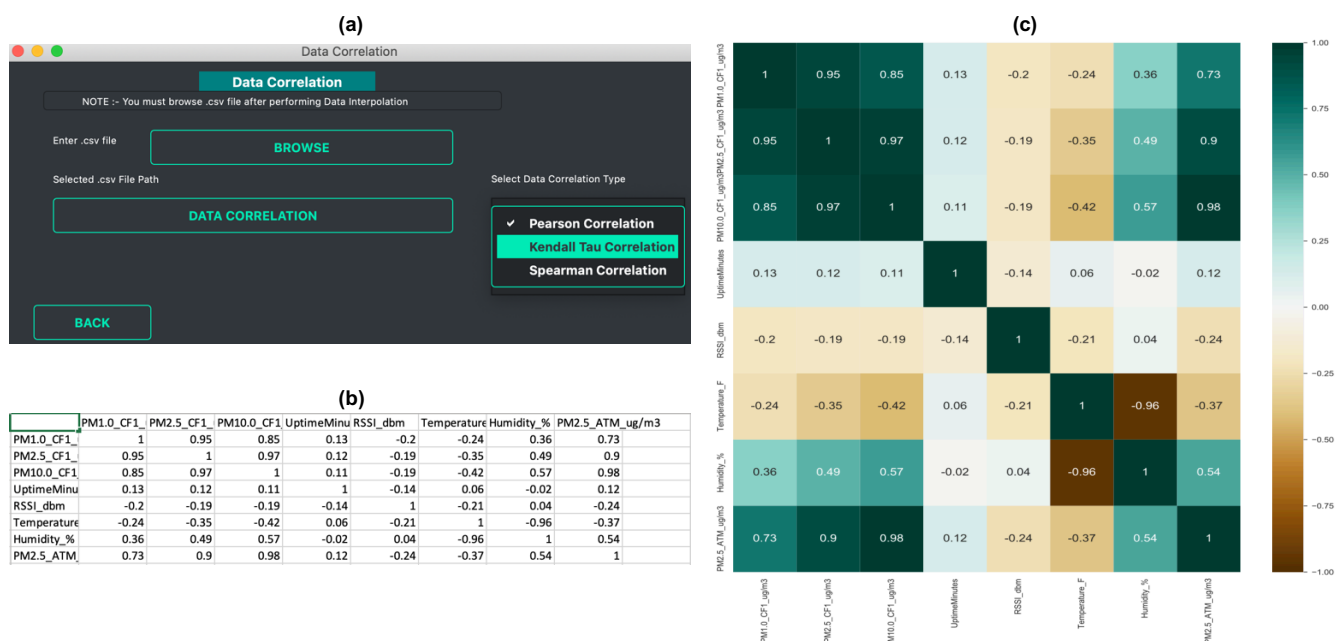 (a)
Data Correlation
Data Correlation
NOTE :- You must browse .csv file after performing Data Interpolation
Enter .csv file
BROWSE
Selected .csv File Path
Select Data Correlation Type
DATA CORRELATION
✓ Pearson Correlation
Kendall Tau Correlation
Spearman Correlation
BACK
(b)
PM1.0_CF1_ PM2.5_CF1_ PM10.0_CF1 UptimeMinu RSSI_dbm Temperature Humidity_% PM2.5_ATM_ug/m3
PM1.0_CF1_ 1 0.95 0.85 0.13 -0.2 -0.24 0.36 0.73
PM2.5_CF1_ 0.95 1 0.97 0.12 -0.19 -0.35 0.49 0.9
PM10.0_CF1 0.85 0.97 1 0.11 -0.19 -0.42 0.57 0.98
UptimeMinu 0.13 0.12 0.11 1 -0.14 0.06 -0.02 0.12
RSSI_dbm -0.2 -0.19 -0.19 -0.14 1 -0.21 0.04 -0.24
Temperature -0.24 -0.35 -0.42 0.06 -0.21 1 -0.96 -0.37
Humidity_% 0.36 0.49 0.57 -0.02 0.04 -0.96 1 0.54
PM2.5_ATM_ 0.73 0.9 0.98 0.12 -0.24 -0.37 0.54 1
(c)
PM1.0_CF1_ug/m3 1 0.95 0.85 0.13 -0.2 -0.24 0.36 0.73
PM2.5_CF1_ug/m3 0.95 1 0.97 0.12 -0.19 -0.35 0.49 0.9
PM10.0_CF1_ug/m3 0.85 0.97 1 0.11 -0.19 -0.42 0.57 0.98
UptimeMinutes 0.13 0.12 0.11 1 -0.14 0.06 -0.02 0.12
RSSI_dbm -0.2 -0.19 -0.19 -0.14 1 -0.21 0.04 -0.24
Temperature_F -0.24 -0.35 -0.42 0.06 -0.21 1 -0.96 -0.37
Humidity_% 0.36 0.49 0.57 -0.02 0.04 -0.96 1 0.54
PM2.5_ATM_ug/m3 0.73 0.9 0.98 0.12 -0.24 -0.37 0.54 1
PM1.0_CF1_ug/m3
PM2.5_CF1_ug/m3
PM10.0_CF1_ug/m3
UptimeMinutes
RSSI_dbm
Temperature_F
Humidity_%
PM2.5_ATM_ug/m3
1.00
0.75
0.50
0.25
0.00
-0.25
-0.50
-0.75
-1.00